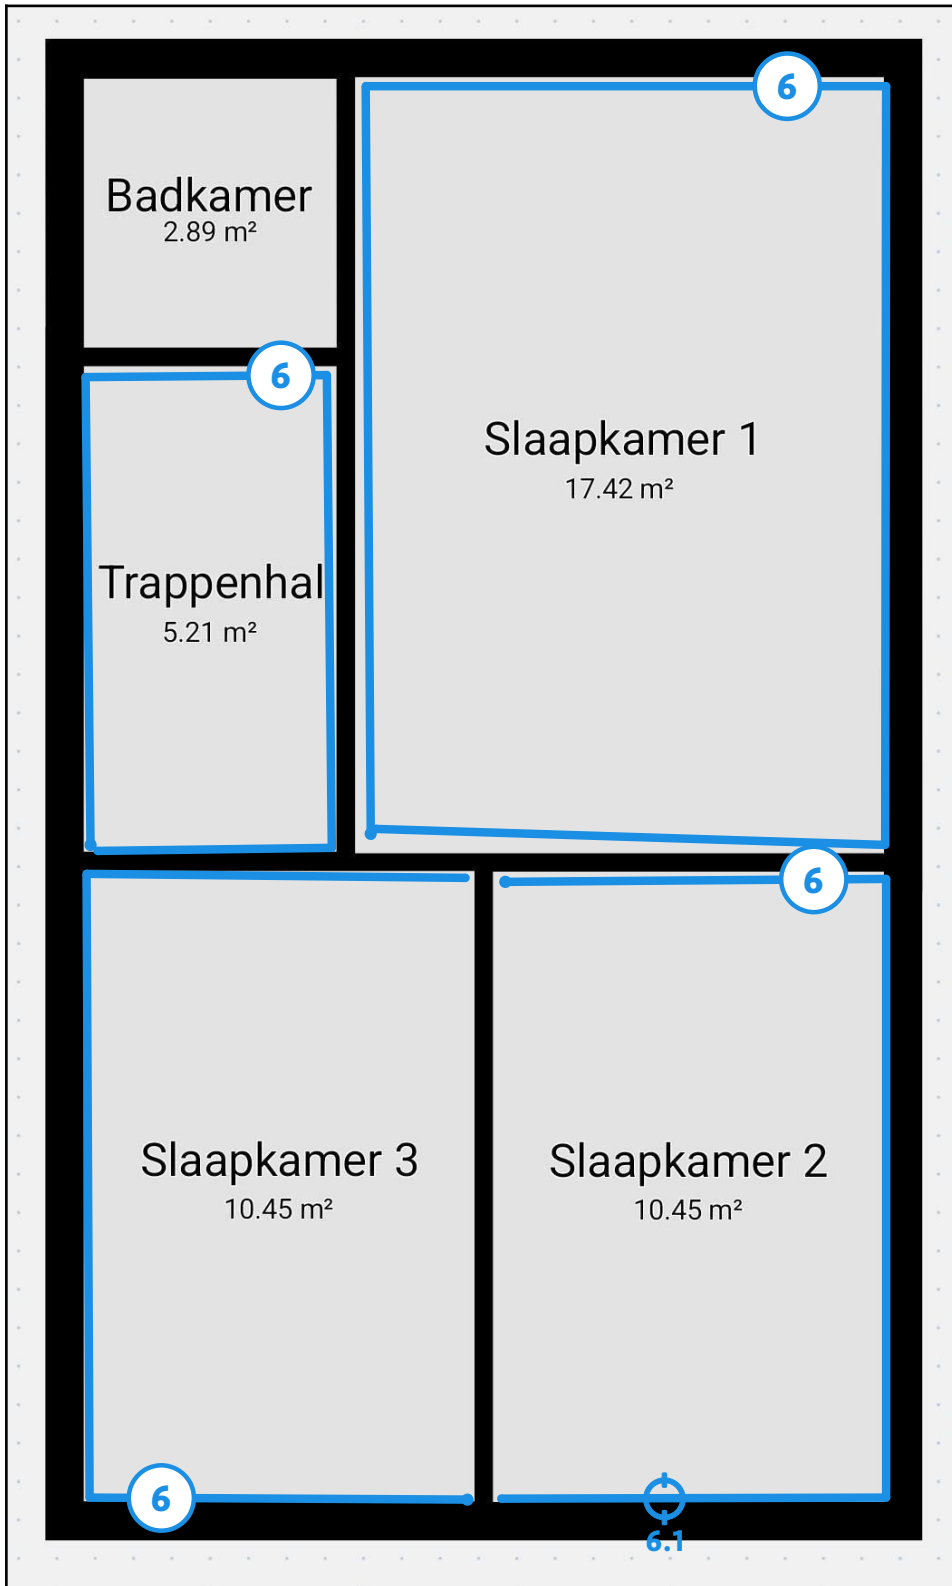 6
Badkamer
2.89 m²
6
Slaapkamer 1
17.42 m²
Trappenhal
5.21 m²
6
Slaapkamer 3
10.45 m²
Slaapkamer 2
10.45 m²
6
6.1